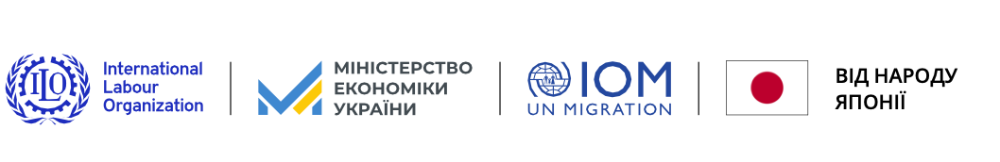 ILO
International
Labour
Organization
МІНІСТЕРСТВО
ЕКОНОМІКИ
УКРАЇНИ
IOM
UN MIGRATION
ВІД НАРОДУ
ЯПОНІЇ